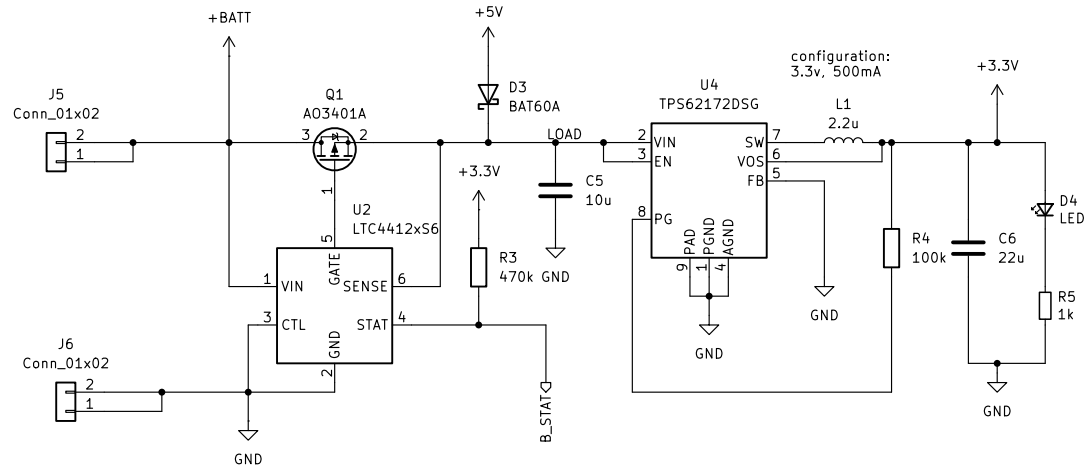 +BATT
+5V
configuration:
3.3v, 500mA
J5
Conn_01x02
2
1
Q1
AO3401A
3
2
1
D3
BAT60A
LOAD
U4
TPS62172DSG
L1
2.2u
+3.3V
2
VIN
SW
7
3
EN
VOS
6
FB
5
8
PG
PAD
PGND
AGND
9
1
4
GND
GND
+3.3V
C5
10u
GND
U2
LTC4412xS6
5
GATE
1
VIN
SENSE
6
3
CTL
STAT
4
GND
2
R3
470k
R4
100k
C6
22u
D4
LED
R5
1k
GND
J6
Conn_01x02
2
1
GND
B_STAT